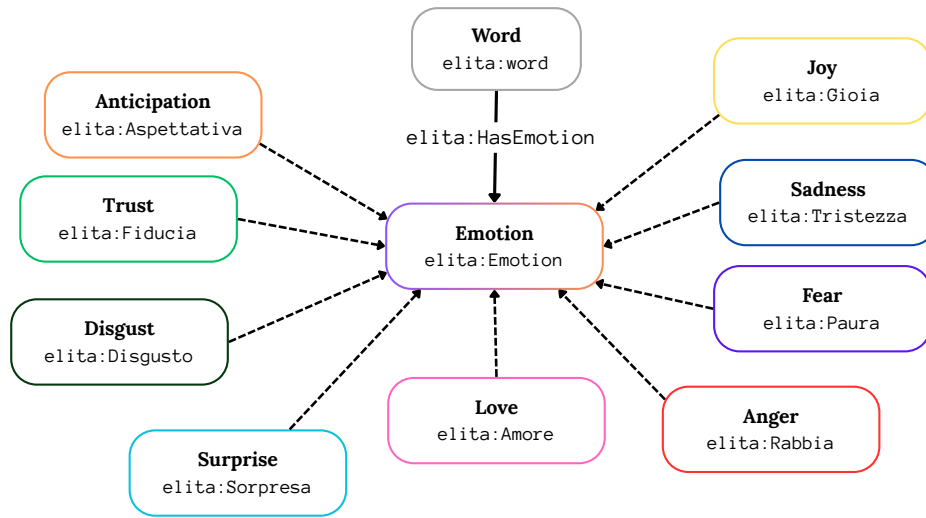 Word
elita:word
Joy
elita:Gioia
Anticipation
elita:Aspettativa
elita:HasEmotion
Sadness
elita:Tristezza
Trust
elita:Fiducia
Emotion
elita:Emotion
Fear
elita:Paura
Disgust
elita:Disgusto
Love
elita:Amore
Anger
elita:Rabbia
Surprise
elita:Sorpresa